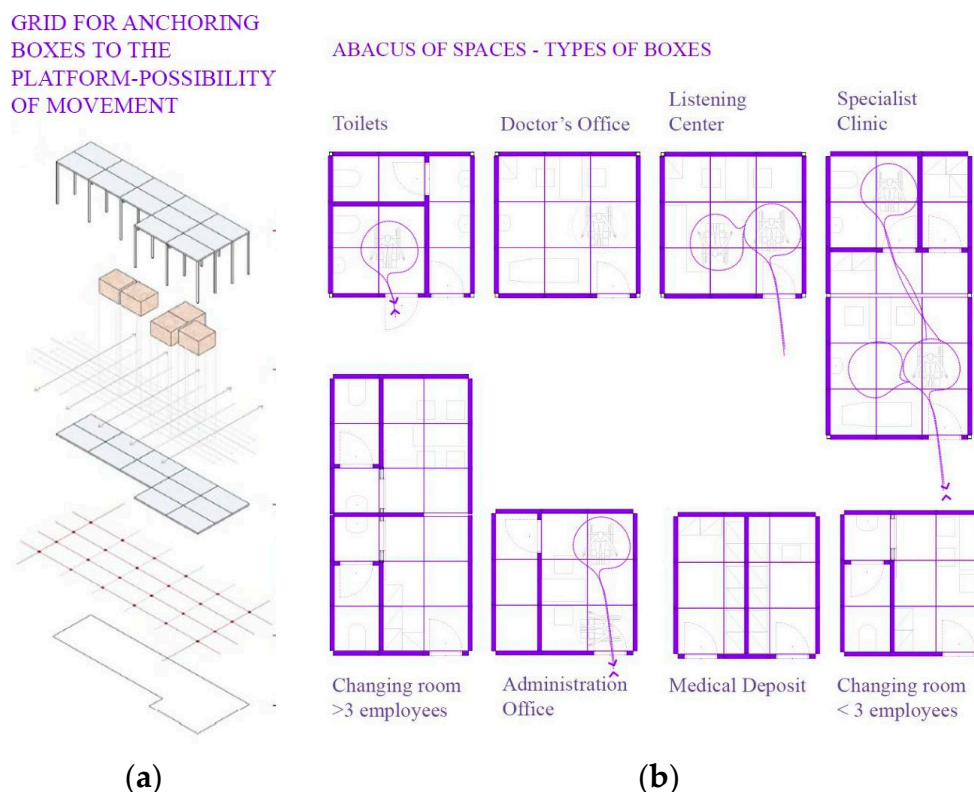 GRID FOR ANCHORING
BOXES TO THE
PLATFORM-POSSIBILITY
OF MOVEMENT
ABACUS OF SPACES - TYPES OF BOXES
Toilets
Doctor's Office
Listening
Center
Specialist
Clinic
Changing room
>3 employees
Administration
Office
Medical Deposit
Changing room
< 3 employees
(a)
(b)